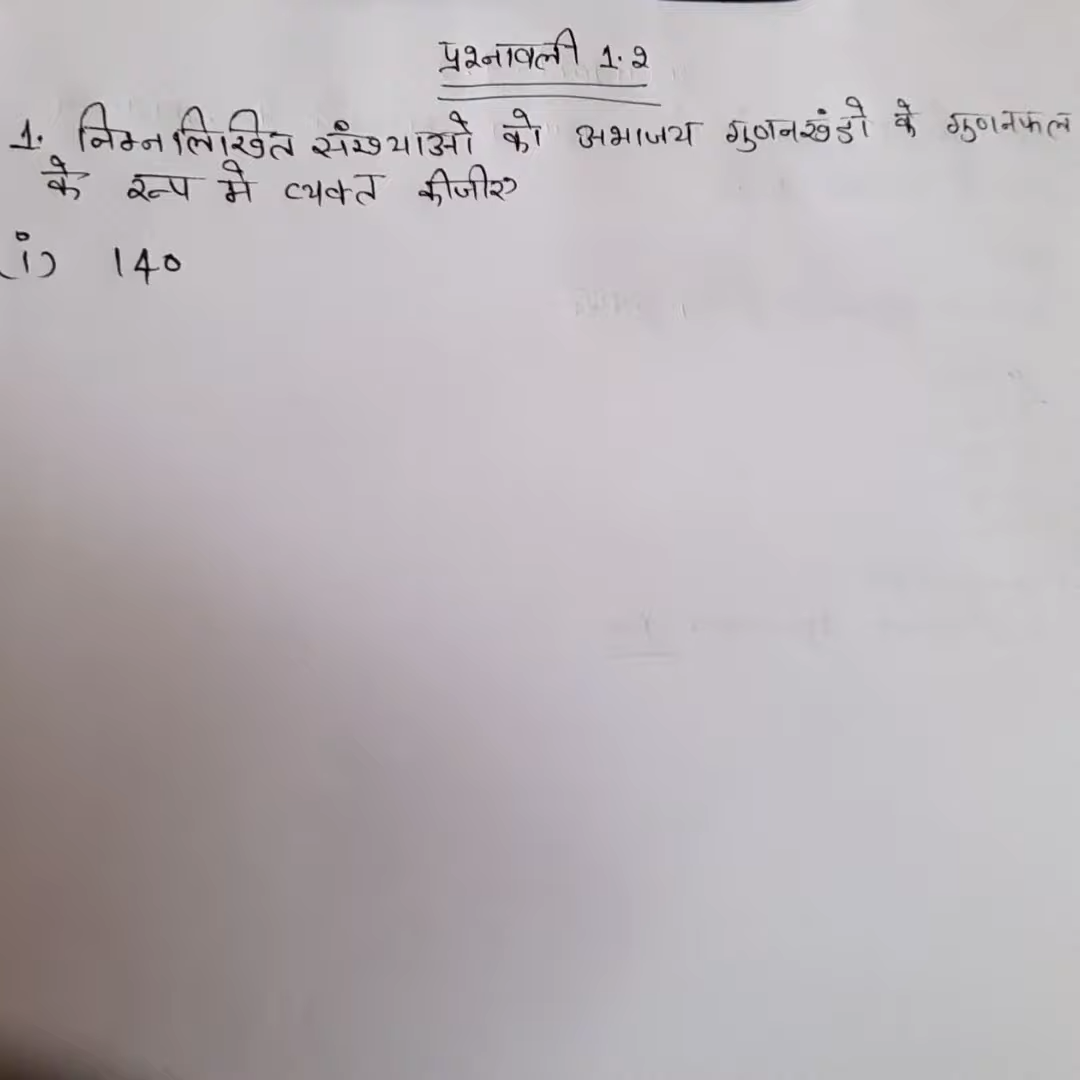 प्रश्नावली 1.2
1. निम्नलिखित संख्याओ को अभाज्य गुणनखंडो के गुणनफल
के रूप मे व्यक्त कीजीए
(i) 140